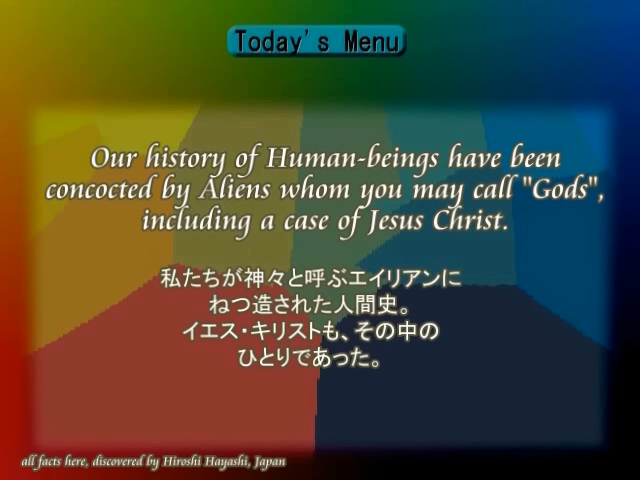 Today's Menu
Our history of Human-beings have been
concocted by Aliens whom you may call "Gods",
including a case of Jesus Christ.
私たちが神々と呼ぶエイリアンに
ねつ造された人間史。
イエス・キリストも、その中の
ひとりであった。
all facts here, discovered by Hiroshi Hayashi, Japan